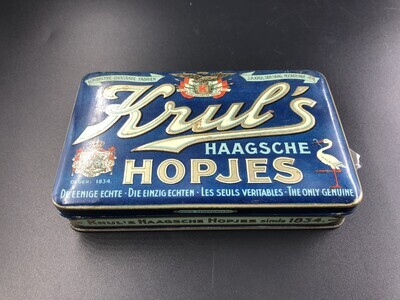 Krul's
HAAGSCHE
HOPJES
1834.
DE EENIGE ECHTE · DIE EINZIG ECHTEN · LES SEULS VERITABLES · THE ONLY GENUINE
KRUL'S HAAGSCHE HOPJES sinds 1834.